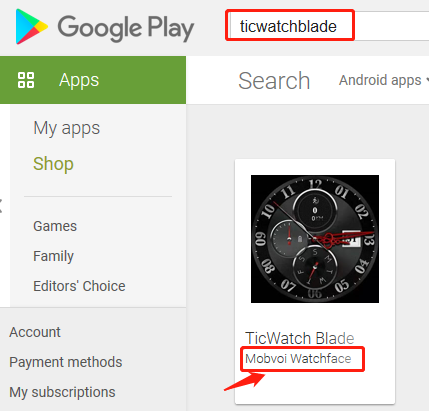 Google Play
ticwatchblade
Apps
Search
Android apps
My apps
Shop
Games
Family
Editors' Choice
Account
Payment methods
My subscriptions
TicWatch Blade
Mobvoi Watchface